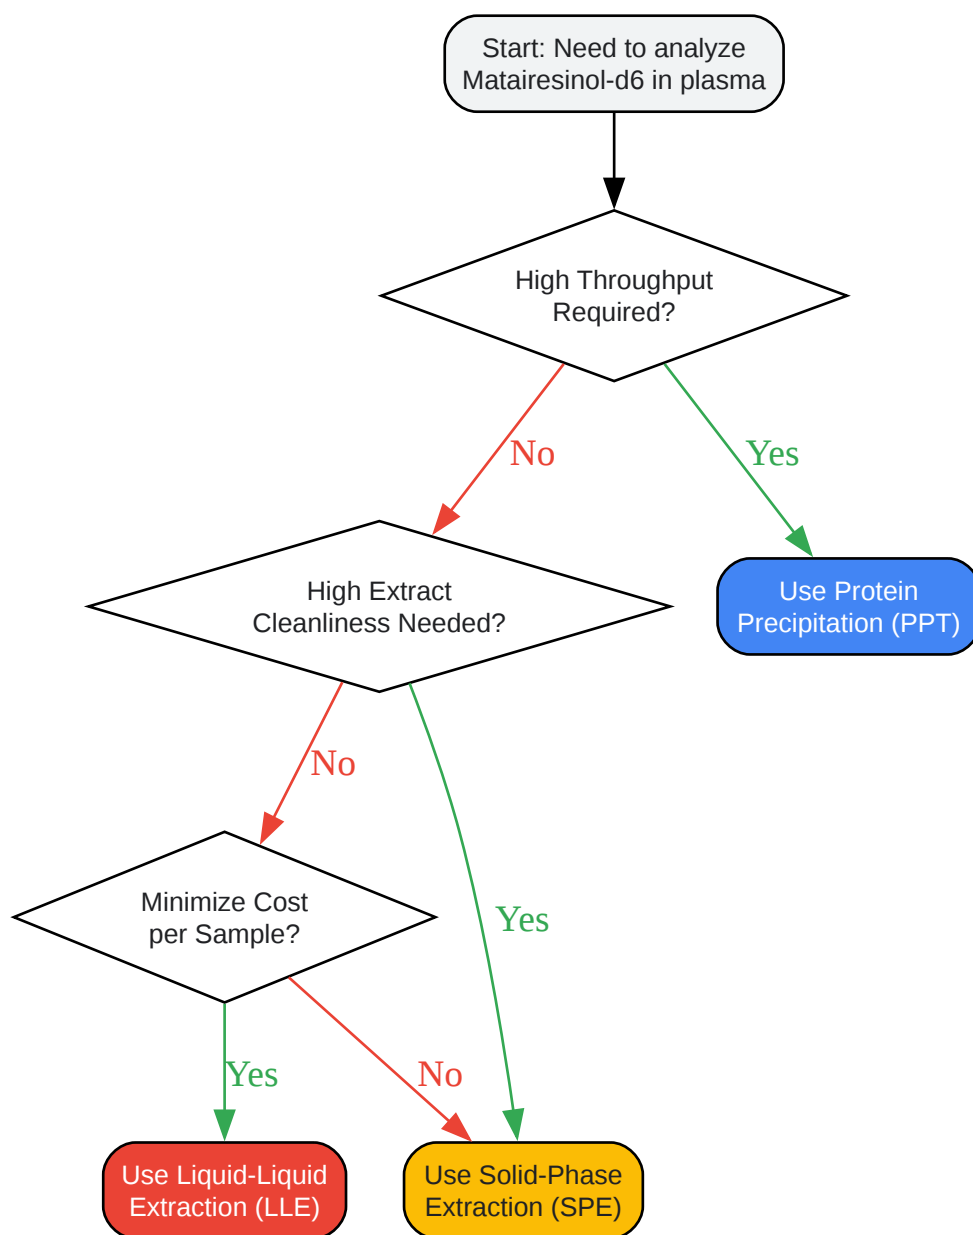 Start: Need to analyze
Matairesinol-d6 in plasma
High Throughput
Required?
No
Yes
High Extract
Cleanliness Needed?
Use Protein
Precipitation (PPT)
No
Minimize Cost
per Sample?
Yes
Yes
No
Use Liquid-Liquid
Extraction (LLE)
Use Solid-Phase
Extraction (SPE)